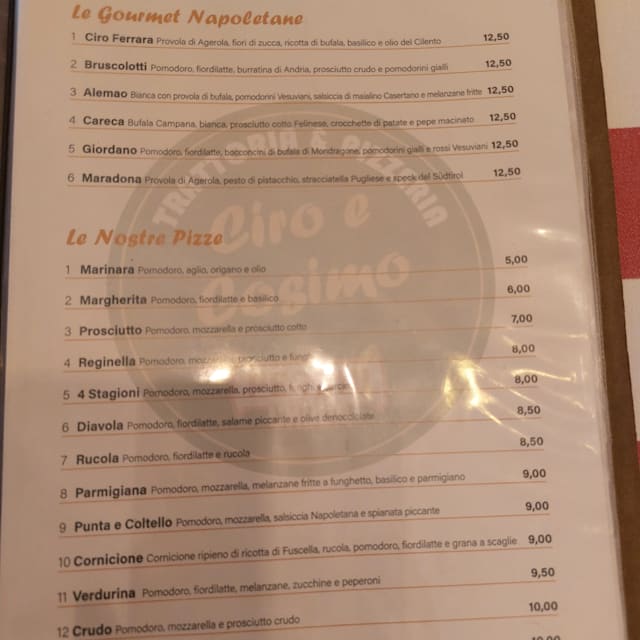 Le Gourmet Napoletane
1 Ciro Ferrara Provola di Agerola, fiori di zucca, ricotta di bufala, basilico e olio del Cilento 12,50
2 Bruscolotti Pomodoro, fiordilatte, burratina di Andria, prosciutto crudo e pomodorini gialli 12,50
3 Alemao Bianca con provola di bufala, pomodorini Vesuviani, salsiccia di maialino Casertano e melanzane fritte 12,50
4 Careca Bufala Campana, bianca, prosciutto cotto Felinese, crocchette di patate e pepe macinato 12,50
5 Giordano Pomodoro, fiordilatte, bocconcini di bufala di Mondragone, pomodorini gialli e rossi Vesuviani 12,50
6 Maradona Provola di Agerola, pesto di pistacchio, stracciatella Pugliese e speck del Südtirol 12,50
TRATTORIA E PIZZERIA
Ciro e
Cosimo
Le Nostre Pizze
1 Marinara Pomodoro, aglio, origano e olio 5,00
2 Margherita Pomodoro, fiordilatte e basilico 6,00
3 Prosciutto Pomodoro, mozzarella e prosciutto cotto 7,00
4 Reginella Pomodoro, mozzarella, prosciutto e funghi 8,00
5 4 Stagioni Pomodoro, mozzarella, prosciutto, funghi e 8,00
6 Diavola Pomodoro, fiordilatte, salame piccante e olive denocciolate 8,50
7 Rucola Pomodoro, fiordilatte e rucola 8,50
8 Parmigiana Pomodoro, mozzarella, melanzane fritte a funghetto, basilico e parmigiano 9,00
9 Punta e Coltello Pomodoro, mozzarella, salsiccia Napoletana e spianata piccante 9,00
10 Cornicione Cornicione ripieno di ricotta di Fuscella, rucola, pomodoro, fiordilatte e grana a scaglie 9,00
11 Verdurina Pomodoro, fiordilatte, melanzane, zucchine e peperoni 9,50
12 Crudo Pomodoro, mozzarella e prosciutto crudo 10,00